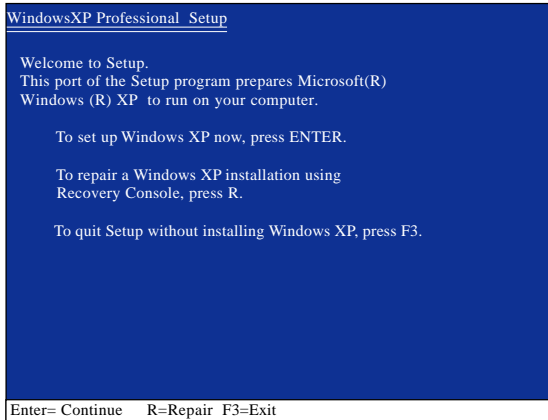 WindowsXP Professional  Setup
Welcome to Setup.
This port of the Setup program prepares Microsoft(R)
Windows (R) XP  to run on your computer.
To set up Windows XP now, press ENTER.
To repair a Windows XP installation using
Recovery Console, press R.
To quit Setup without installing Windows XP, press F3.
Enter= Continue    R=Repair  F3=Exit